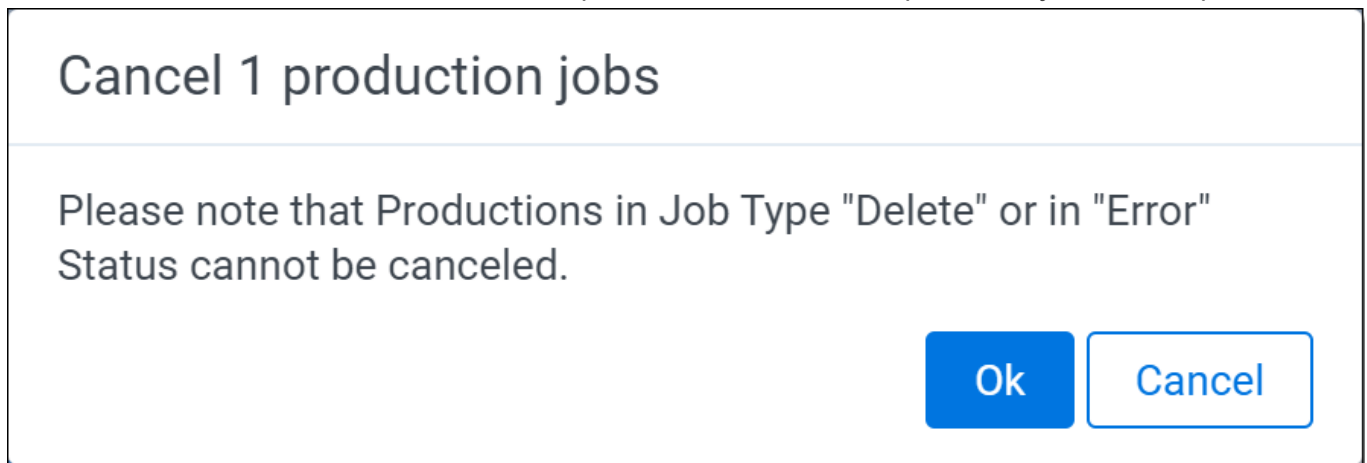 Cancel 1 production jobs
Please note that Productions in Job Type "Delete" or in "Error"
Status cannot be canceled.
Ok
Cancel